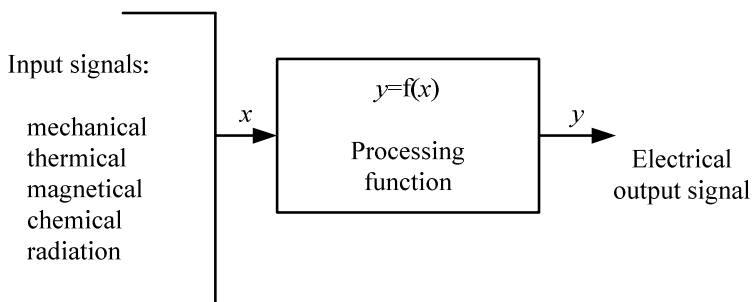 Input signals:
mechanical
thermical
magnetical
chemical
radiation
x
y=f(x)
Processing
function
y
Electrical
output signal